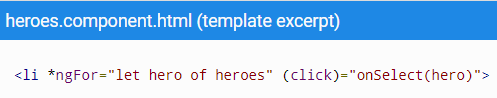 heroes.component.html (template excerpt)
<li *ngFor="let hero of heroes" (click)="onSelect(hero)">